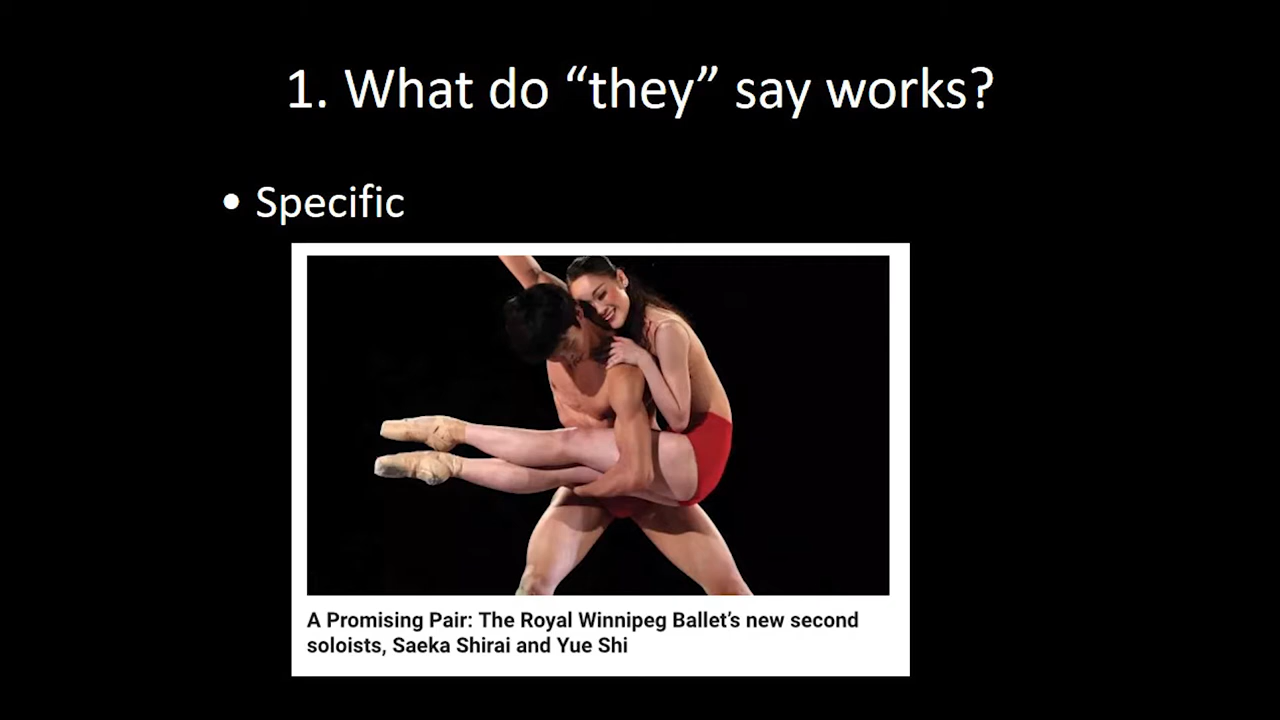 1. What do “they” say works?
• Specific
A Promising Pair: The Royal Winnipeg Ballet’s new second
soloists, Saeka Shirai and Yue Shi